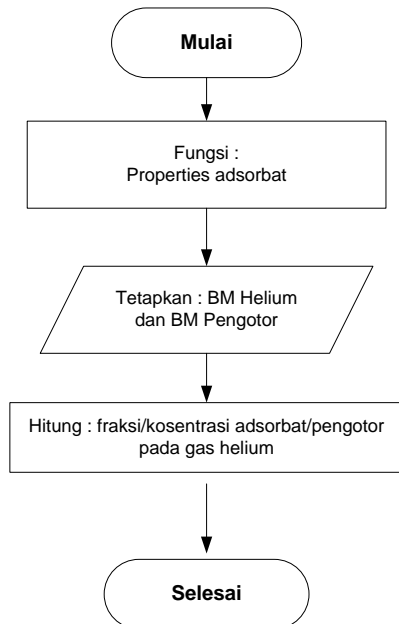 Mulai
Fungsi :
Properties adsorbat
Tetapkan : BM Helium
dan BM Pengotor
Hitung : fraksi/kosentrasi adsorbat/pengotor
pada gas helium
Selesai